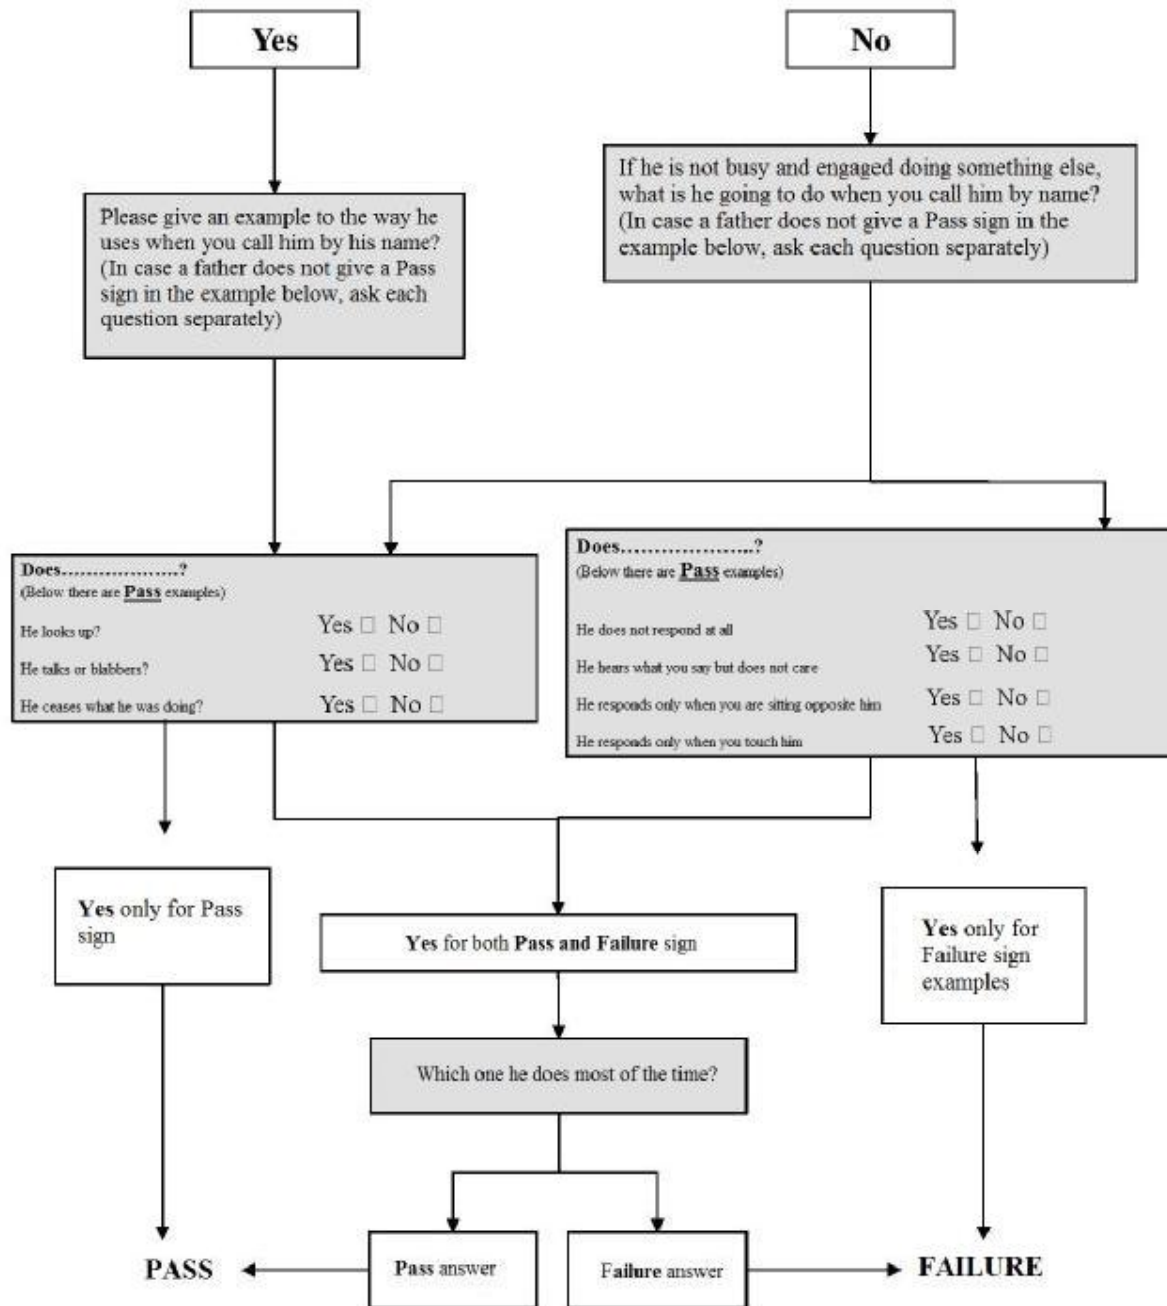 Yes
No
Please give an example to the way he
uses when you call him by his name?
(In case a father does not give a Pass
sign in the example below, ask each
question separately)
If he is not busy and engaged doing something else,
what is he going to do when you call him by name?
(In case a father does not give a Pass sign in the
example below, ask each question separately)
Does……………….?
(Below there are Pass examples)
He looks up? Yes □ No □
He talks or blabbers? Yes □ No □
He ceases what he was doing? Yes □ No □
Does………………..?
(Below there are Pass examples)
He does not respond at all Yes □ No □
He hears what you say but does not care Yes □ No □
He responds only when you are sitting opposite him Yes □ No □
He responds only when you touch him Yes □ No □
Yes only for Pass
sign
Yes for both Pass and Failure sign
Yes only for
Failure sign
examples
Which one he does most of the time?
PASS
Pass answer
Failure answer
FAILURE